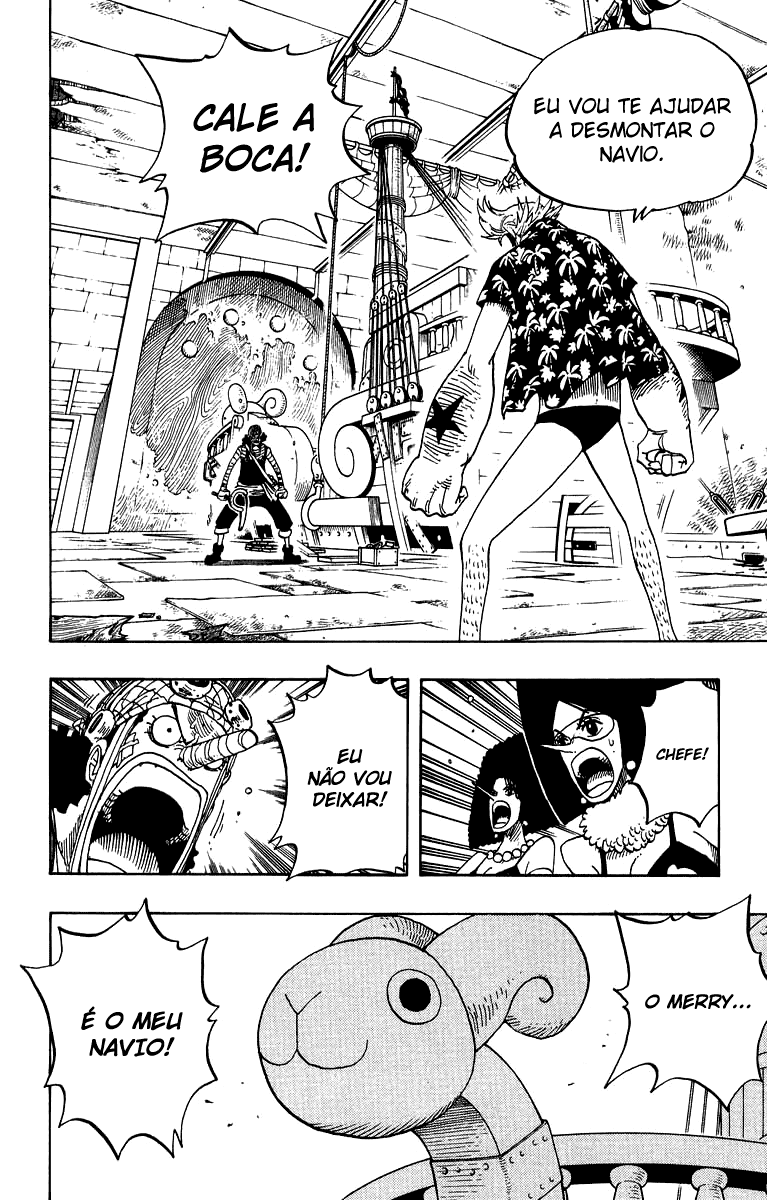 EU VOU TE AJUDAR
A DESMONTAR O
NAVIO.
CALE A
BOCA!
CHEFE!
EU
NÃO VOU
DEIXAR!
O MERRY...
É O MEU
NAVIO!